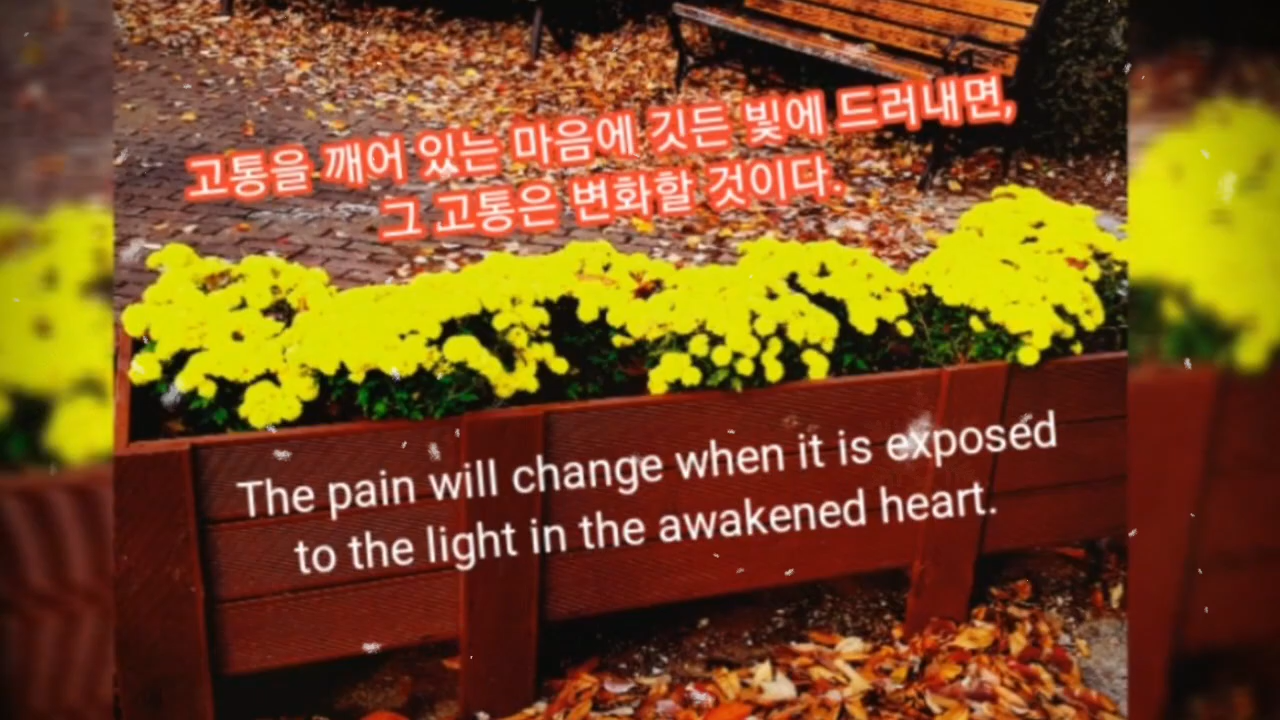 고통을 깨어 있는 마음에 깃든 빛에 드러내면,
그 고통은 변화할 것이다.
The pain will change when it is exposed
to the light in the awakened heart.